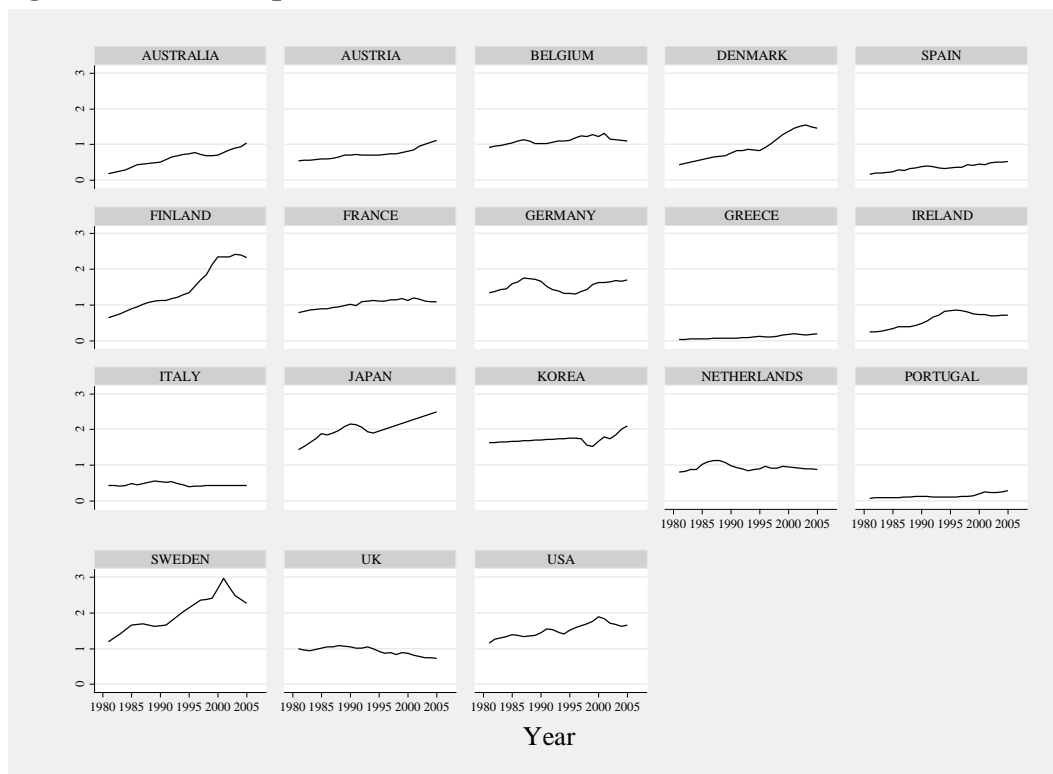 AUSTRALIA AUSTRIA BELGIUM DENMARK SPAIN
3
2
1
0
FINLAND FRANCE GERMANY GREECE IRELAND
3
2
1
0
ITALY JAPAN KOREA NETHERLANDS PORTUGAL
3
2
1
0
1980 1985 1990 1995 2000 2005 1980 1985 1990 1995 2000 2005
SWEDEN UK USA
3
2
1
0
1980 1985 1990 1995 2000 2005 1980 1985 1990 1995 2000 2005 1980 1985 1990 1995 2000 2005
Year